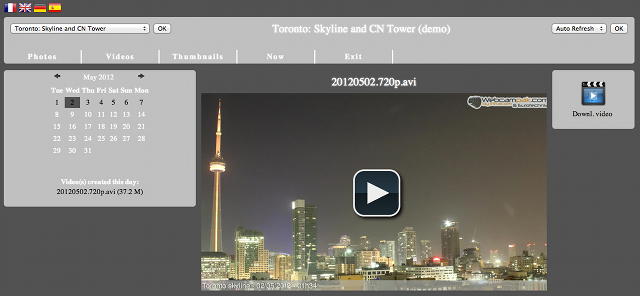 Toronto: Skyline and CN Tower
OK
Toronto: Skyline and CN Tower (demo)
Auto Refresh
OK
Photos
Videos
Thumbnails
Now
Exit
May 2012
Tue Wed Thu Fri Sat Sun Mon
1 2 3 4 5 6 7
8 9 10 11 12 13 14
15 16 17 18 19 20 21
22 23 24 25 26 27 28
29 30 31
Video(s) created this day:
20120502.720p.avi (37.2 M)
20120502.720p.avi
Webcampak.com
Toronto skyline - 02/05/2012 - 01h34
Downl. video